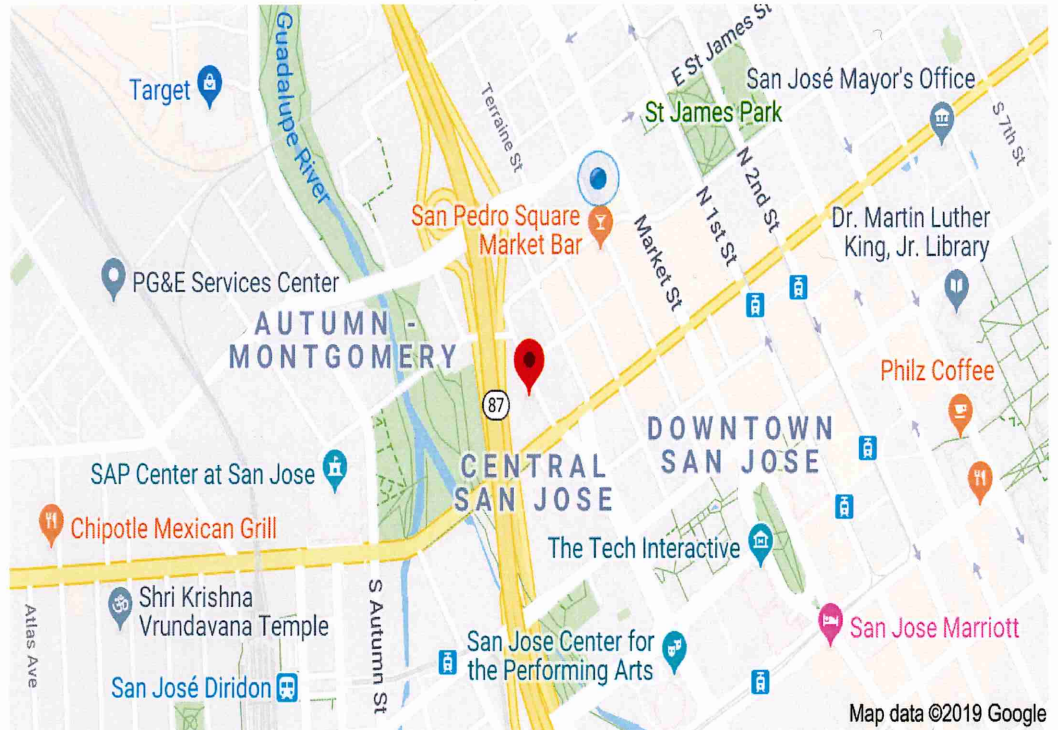 Guadalupe River
E St James St
Target
San José Mayor's Office
Terraine St
St James Park
S 7th St
N 2nd St
N 1st St
San Pedro Square
Market Bar
Market St
Dr. Martin Luther
King, Jr. Library
PG&E Services Center
AUTUMN -
MONTGOMERY
Philz Coffee
87
DOWNTOWN
SAN JOSE
SAP Center at San Jose
CENTRAL
SAN JOSE
Chipotle Mexican Grill
The Tech Interactive
Atlas Ave
Shri Krishna
Vrundavana Temple
S Autumn St
San Jose Center for
the Performing Arts
San Jose Marriott
San José Diridon
Map data ©2019 Google